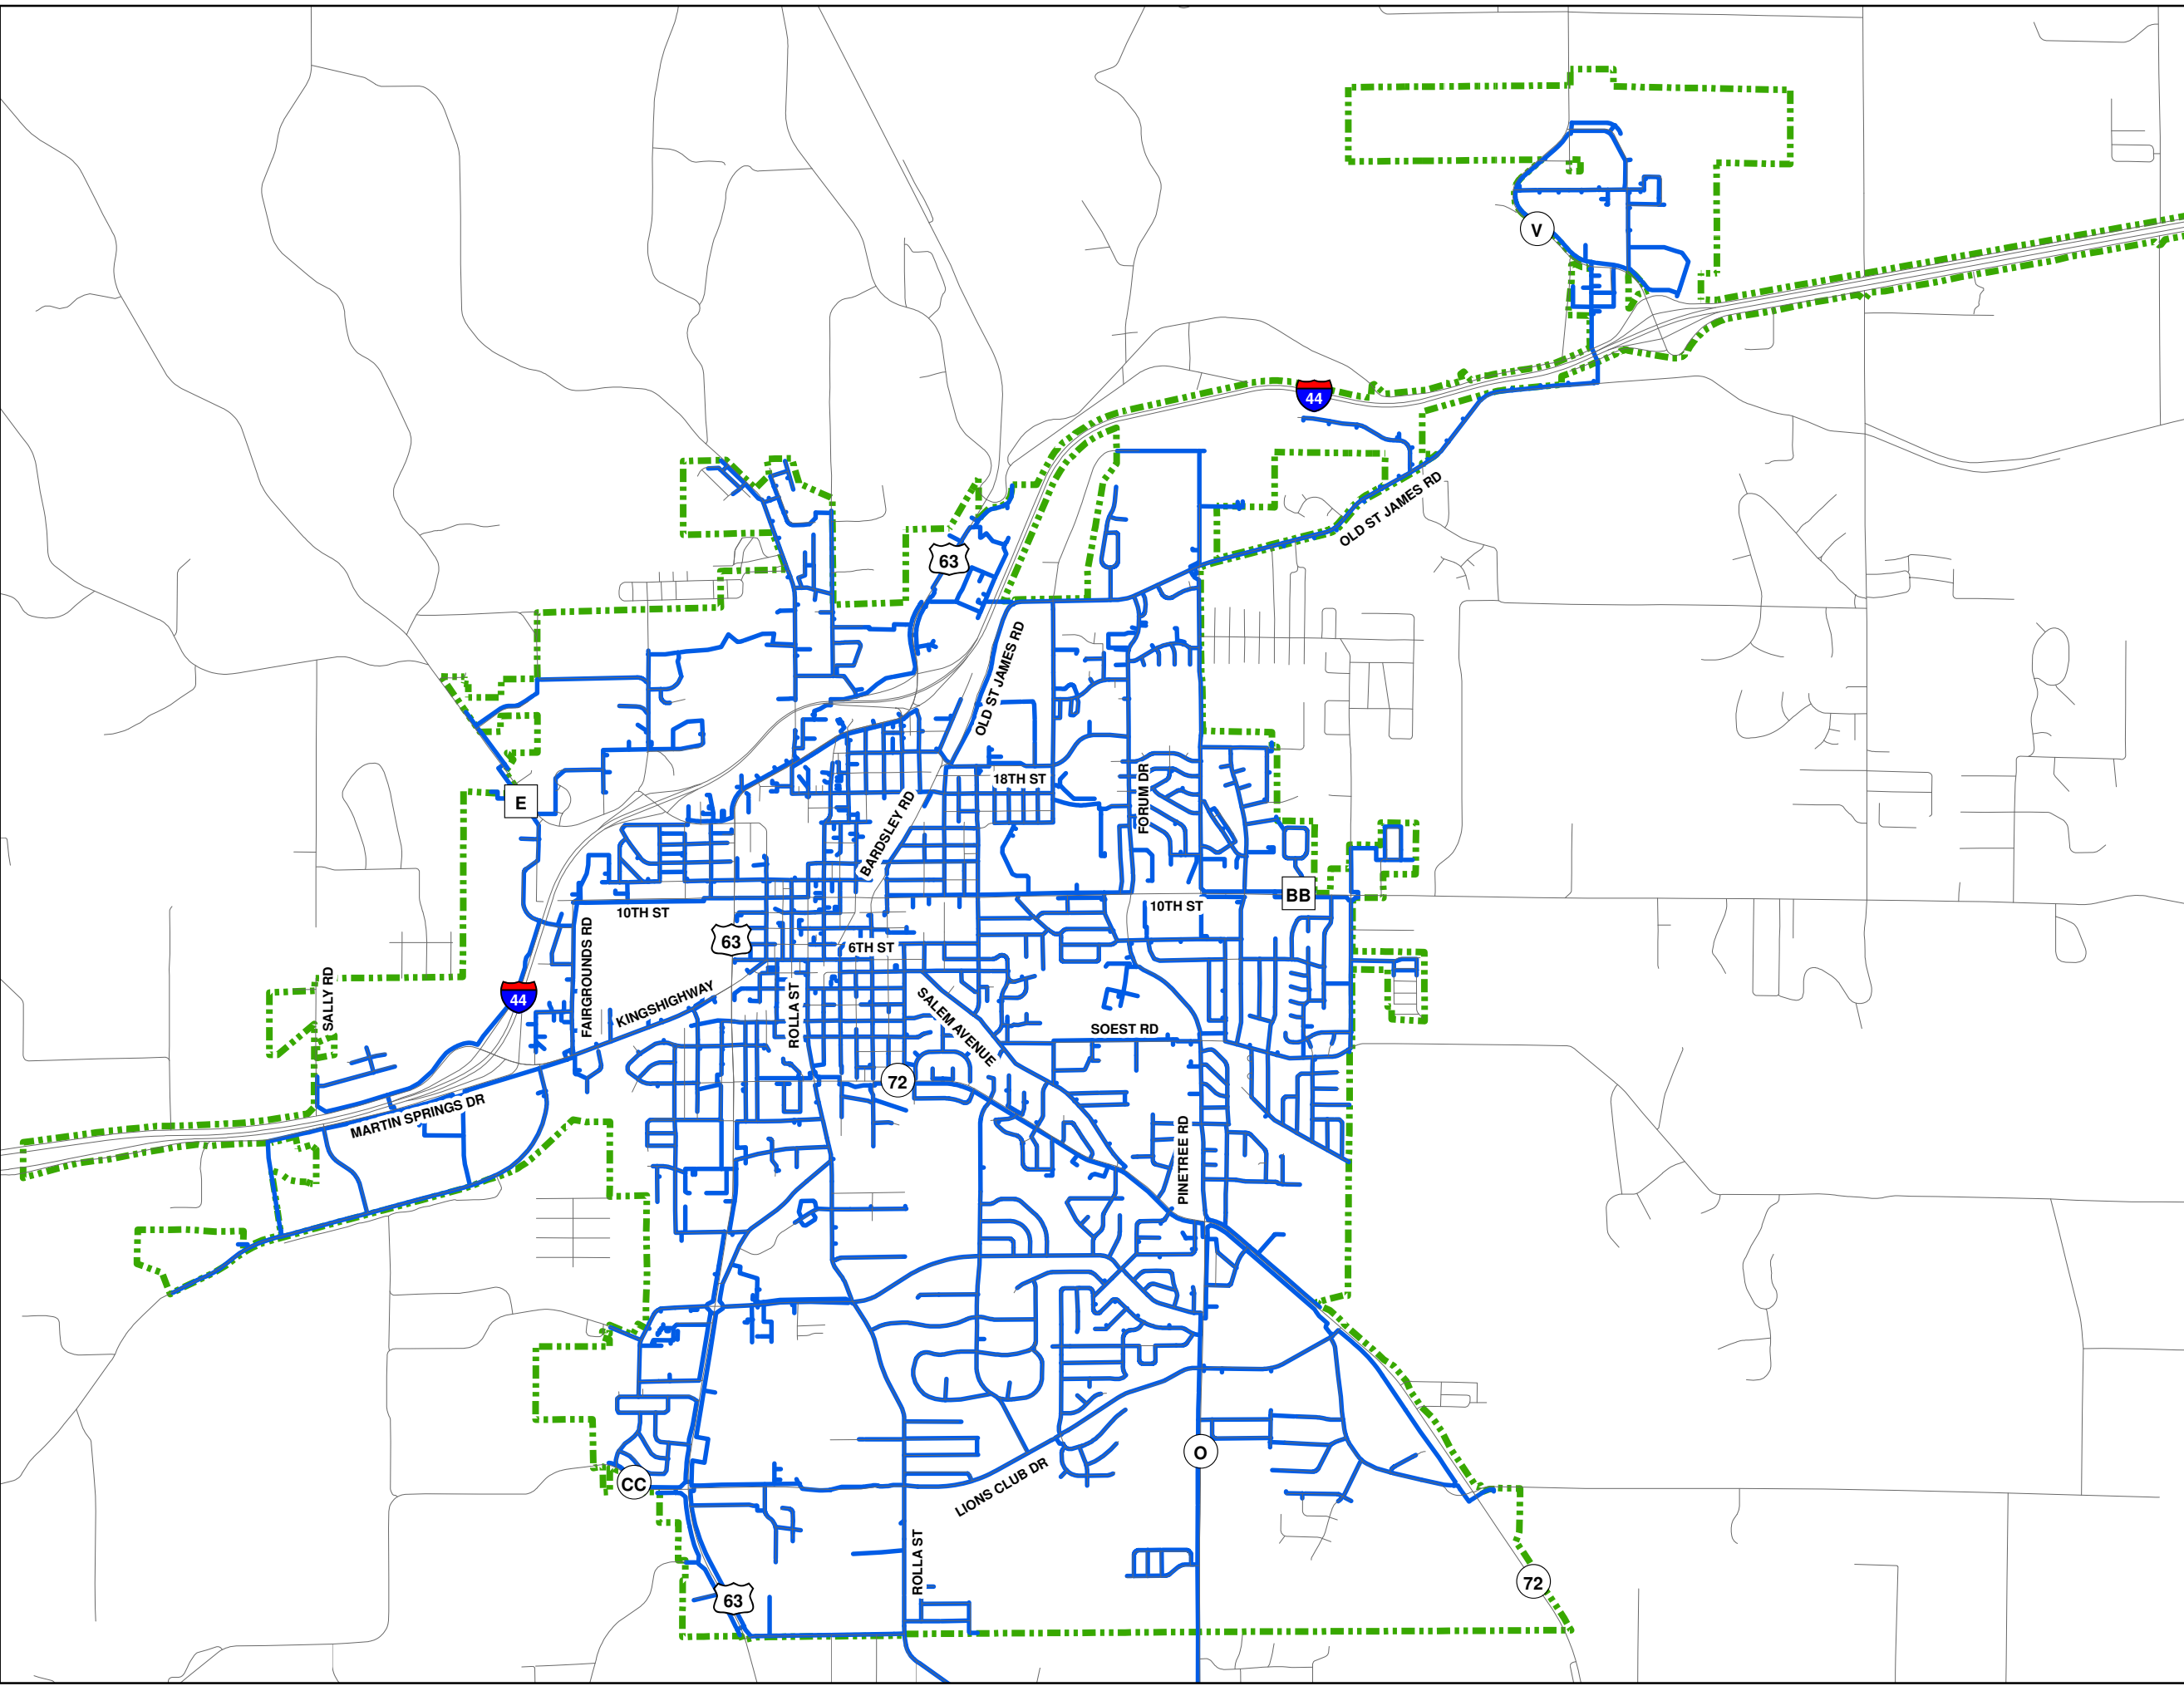 V
44
OLD ST JAMES RD
63
OLD ST JAMES RD
18TH ST
FORUM DR
E
BARDSLEY RD
BB
10TH ST
10TH ST
63
6TH ST
FAIRGROUNDS RD
SALLY RD
44
KINGSHIGHWAY
ROLLA ST
SALEM AVENUE
SOEST RD
72
MARTIN SPRINGS DR
PINETREE RD
O
CC
LIONS CLUB DR
ROLLA ST
72
63